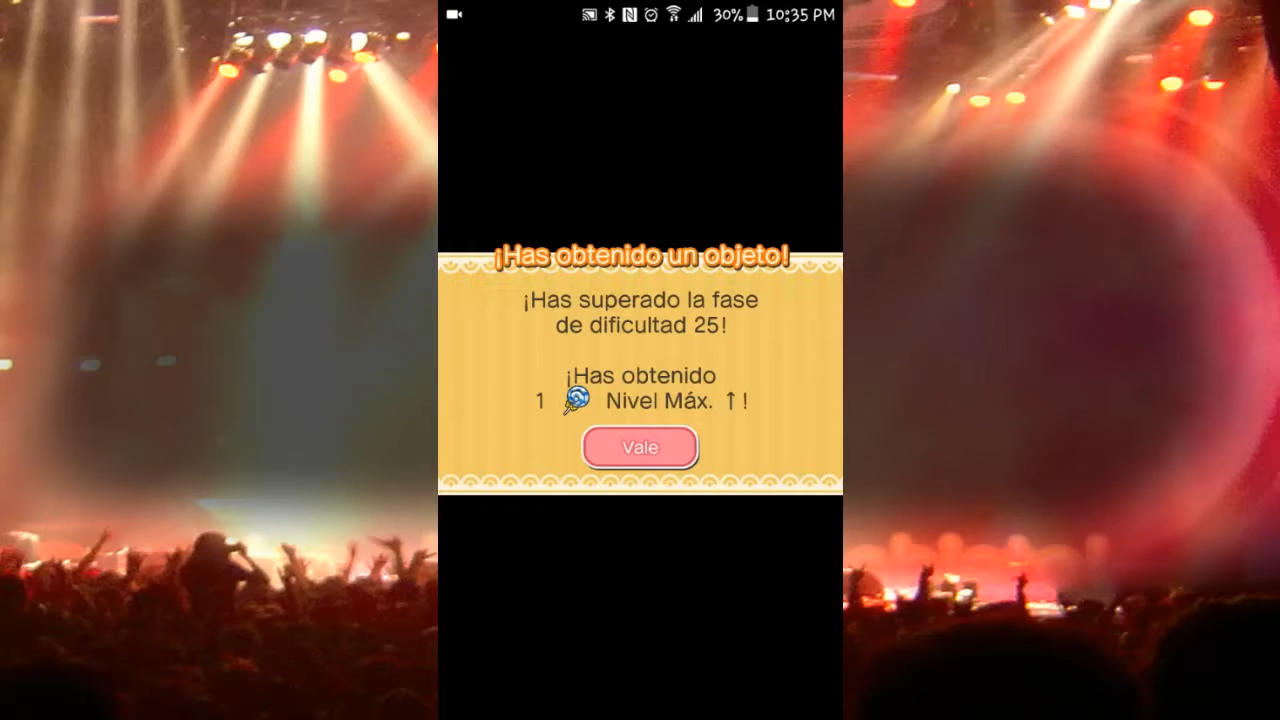 30% 10:35 PM
¡Has obtenido un objeto!
¡Has superado la fase
de dificultad 25!
¡Has obtenido
1 Nivel Máx. ↑ !
Vale